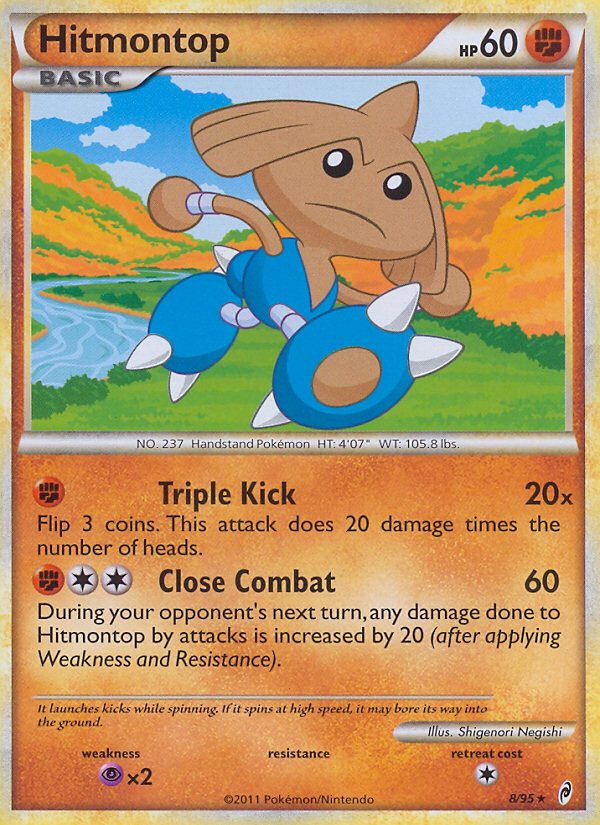 Hitmontop
HP 60
BASIC
NO. 237 Handstand Pokémon HT: 4'07" WT: 105.8 lbs.
Triple Kick 20x
Flip 3 coins. This attack does 20 damage times the
number of heads.
Close Combat 60
During your opponent's next turn, any damage done to
Hitmontop by attacks is increased by 20 (after applying
Weakness and Resistance).
It launches kicks while spinning. If it spins at high speed, it may bore its way into
the ground.
Illus. Shigenori Negishi
weakness resistance retreat cost
×2
©2011 Pokémon/Nintendo 8/95 ★